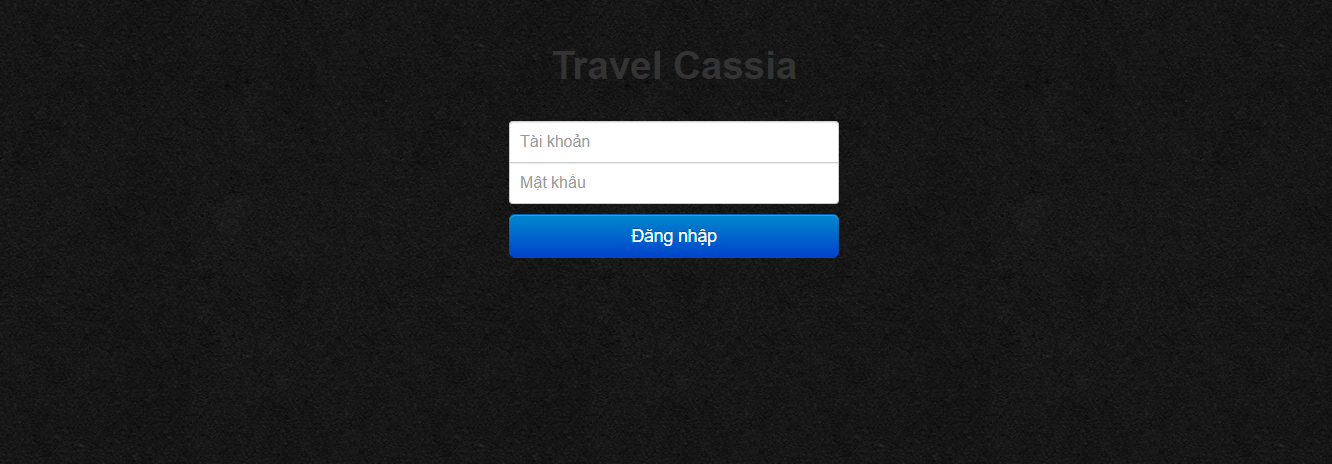 Travel Cassia
Tài khoản
Mật khẩu
Đăng nhập